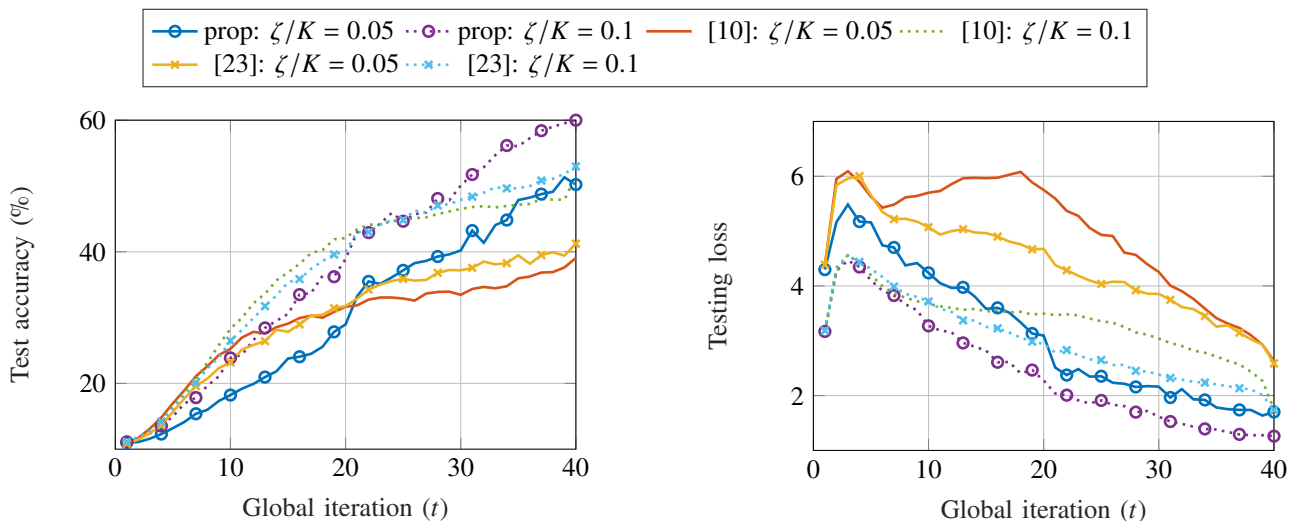 prop: ζ/K = 0.05 prop: ζ/K = 0.1 [10]: ζ/K = 0.05 [10]: ζ/K = 0.1
[23]: ζ/K = 0.05 [23]: ζ/K = 0.1
Test accuracy (%)
60
40
20
0 10 20 30 40
Global iteration (t)
Testing loss
6
4
2
0 10 20 30 40
Global iteration (t)